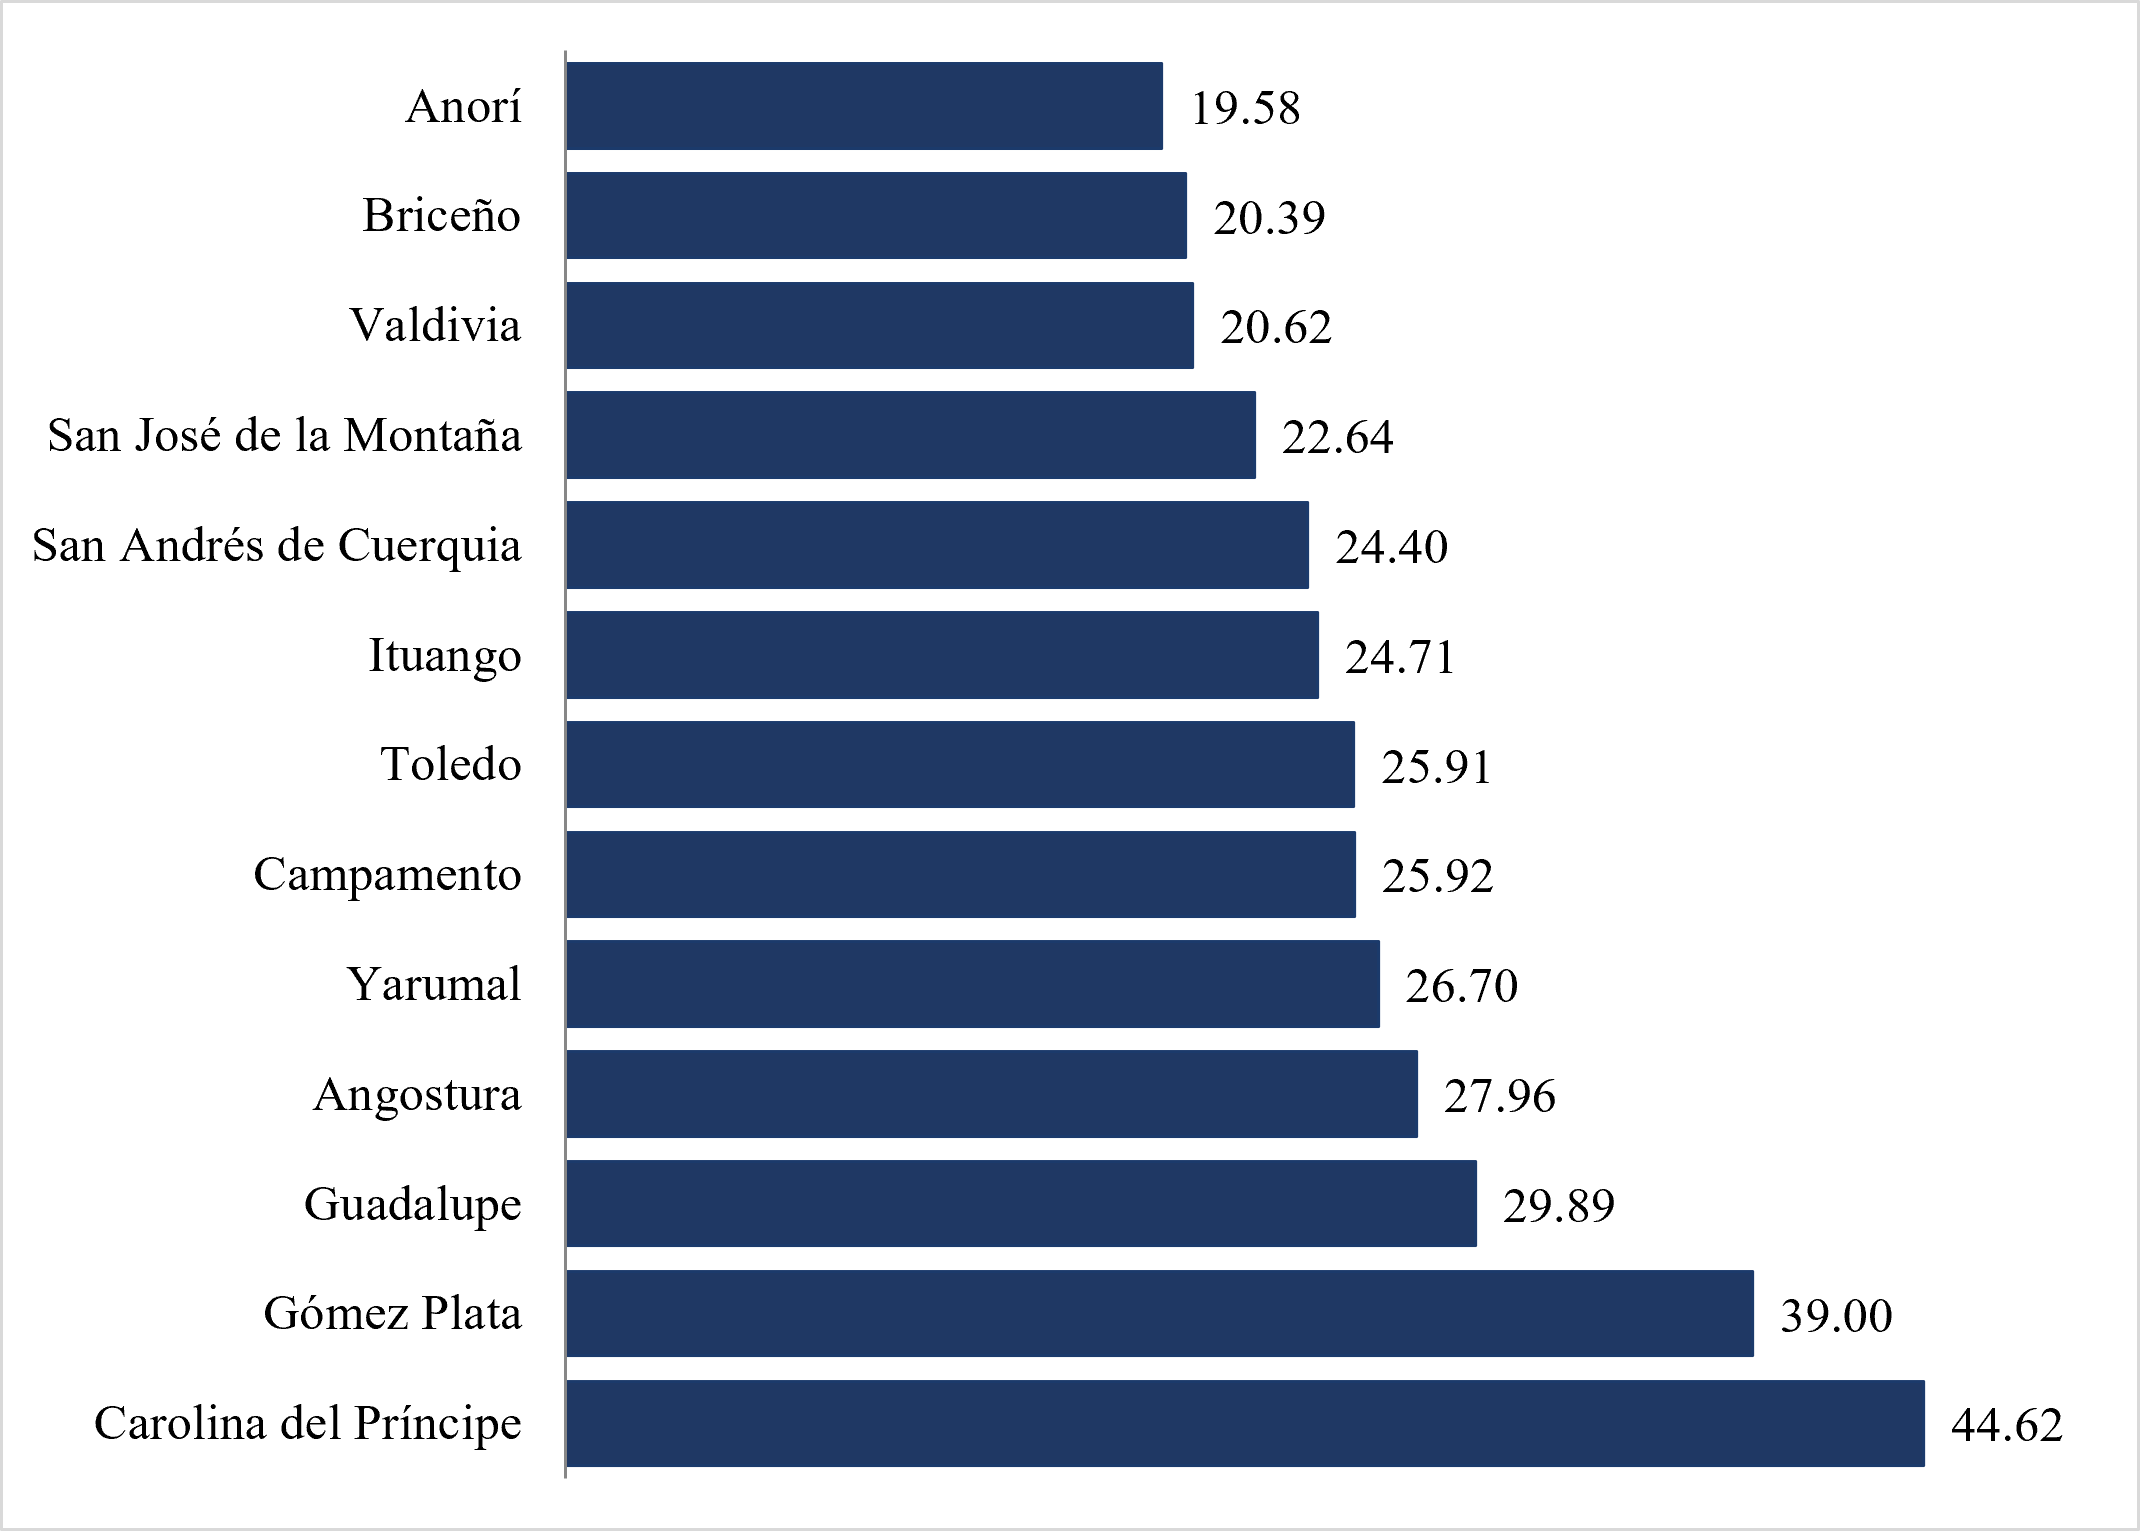 Anorí 19.58
Briceño 20.39
Valdivia 20.62
San José de la Montaña 22.64
San Andrés de Cuerquia 24.40
Ituango 24.71
Toledo 25.91
Campamento 25.92
Yarumal 26.70
Angostura 27.96
Guadalupe 29.89
Gómez Plata 39.00
Carolina del Príncipe 44.62